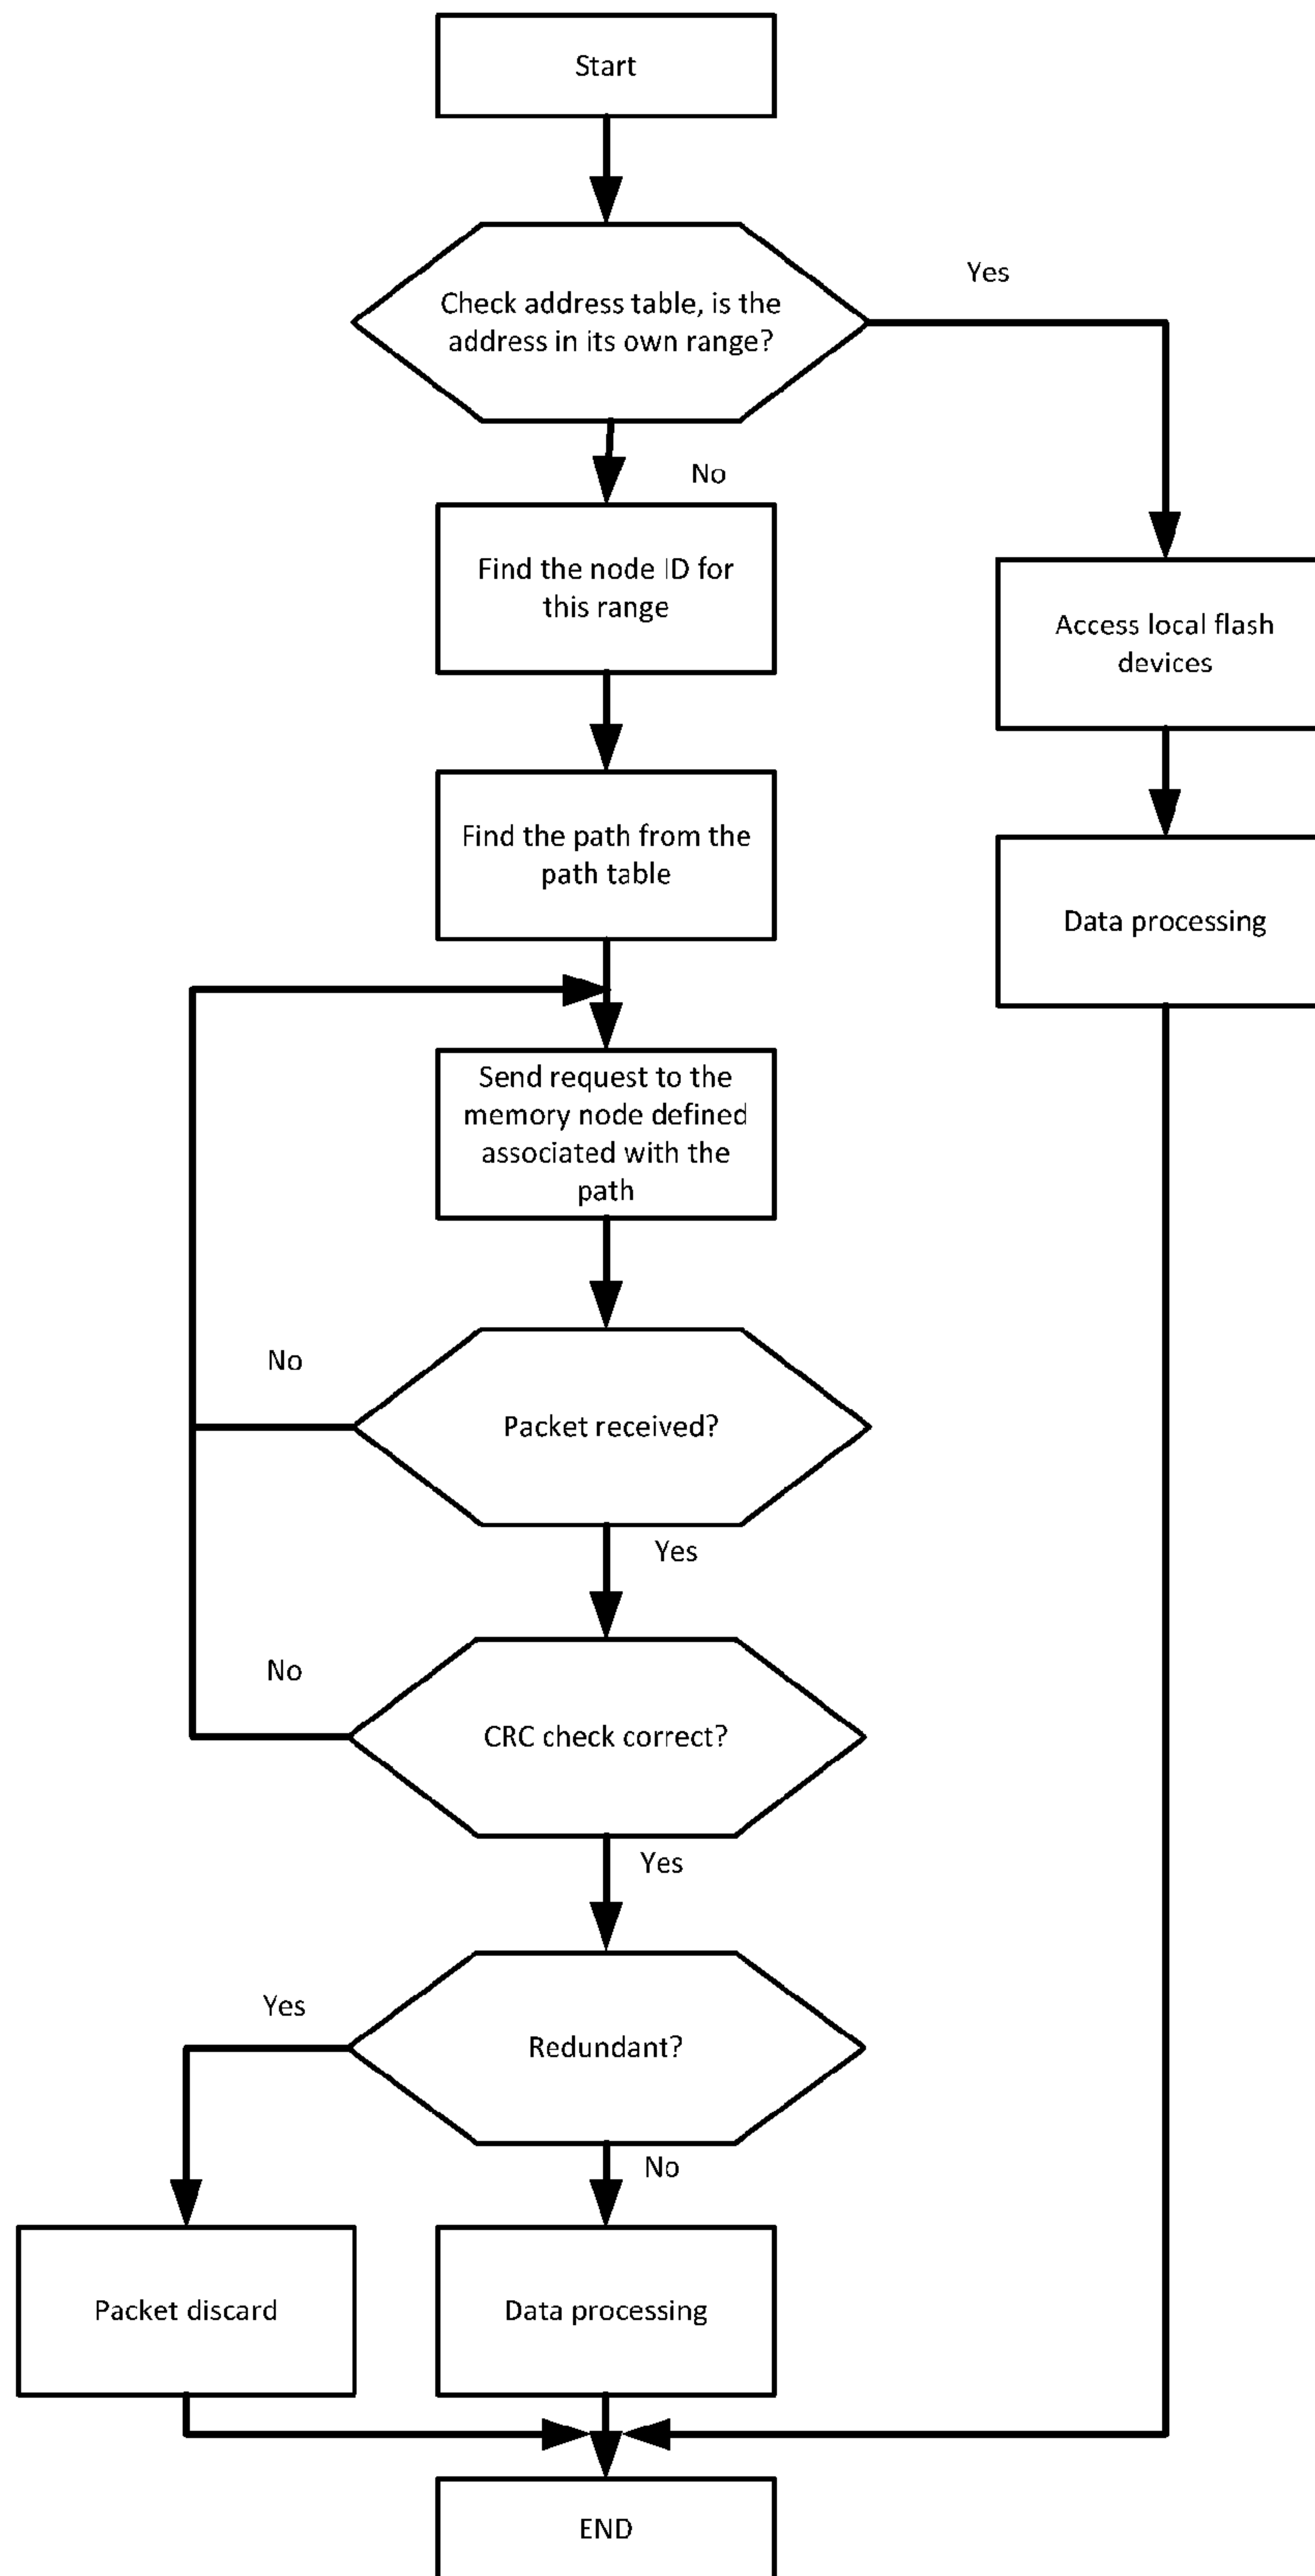 Start
Check address table, is the
address in its own range?
Yes
No
Find the node ID for
this range
Access local flash
devices
Find the path from the
path table
Data processing
Send request to the
memory node defined
associated with the
path
No
Packet received?
Yes
No
CRC check correct?
Yes
Yes
Redundant?
No
Packet discard
Data processing
END